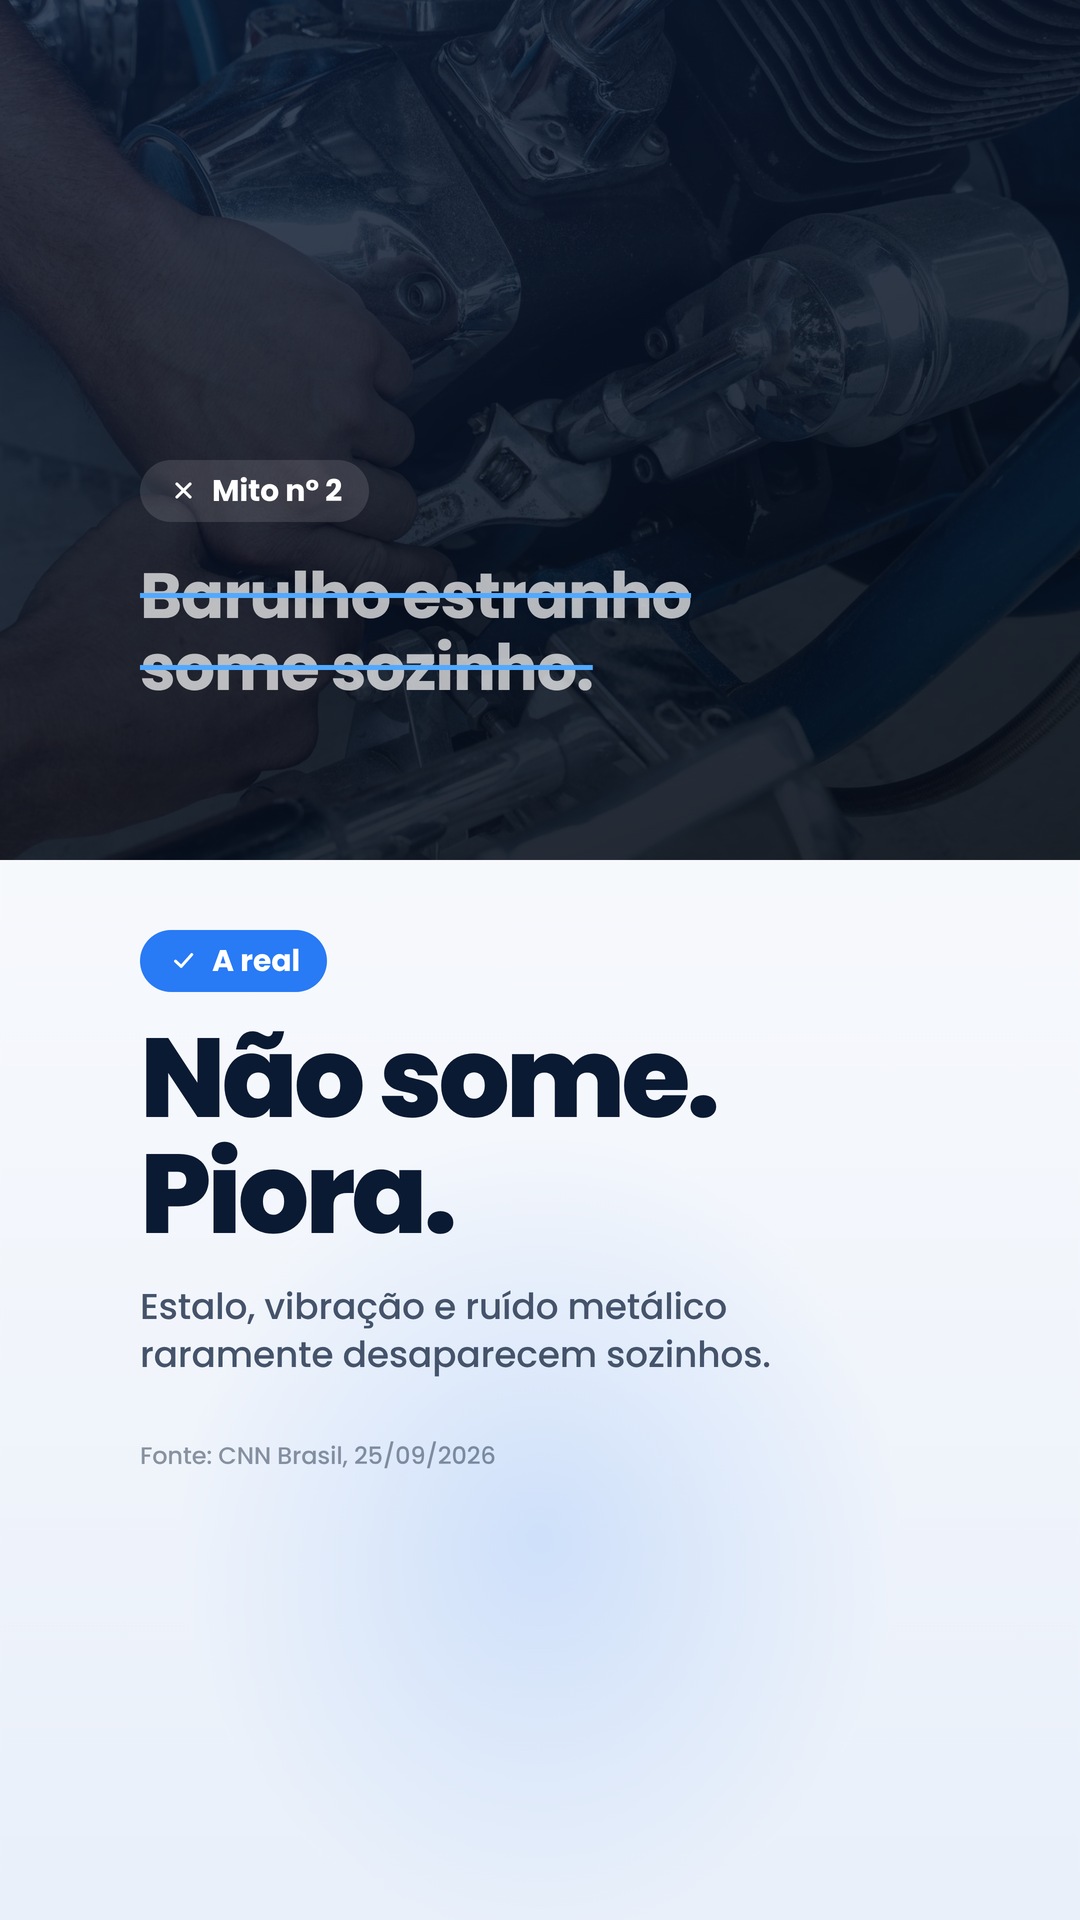 Mito nº 2
Barulho estranho
some sozinho.
A real
Não some.
Piora.
Estalo, vibração e ruído metálico
raramente desaparecem sozinhos.
Fonte: CNN Brasil, 25/09/2026